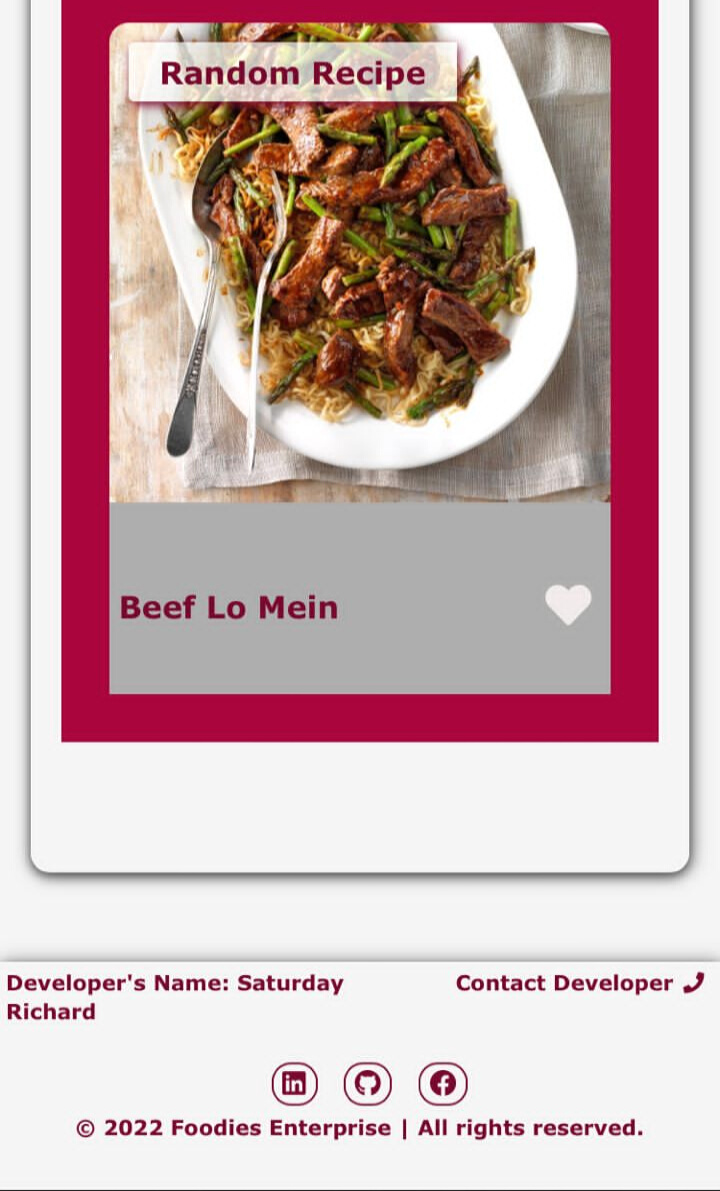 Random Recipe
Beef Lo Mein
Developer's Name: Saturday
Richard
Contact Developer
© 2022 Foodies Enterprise | All rights reserved.